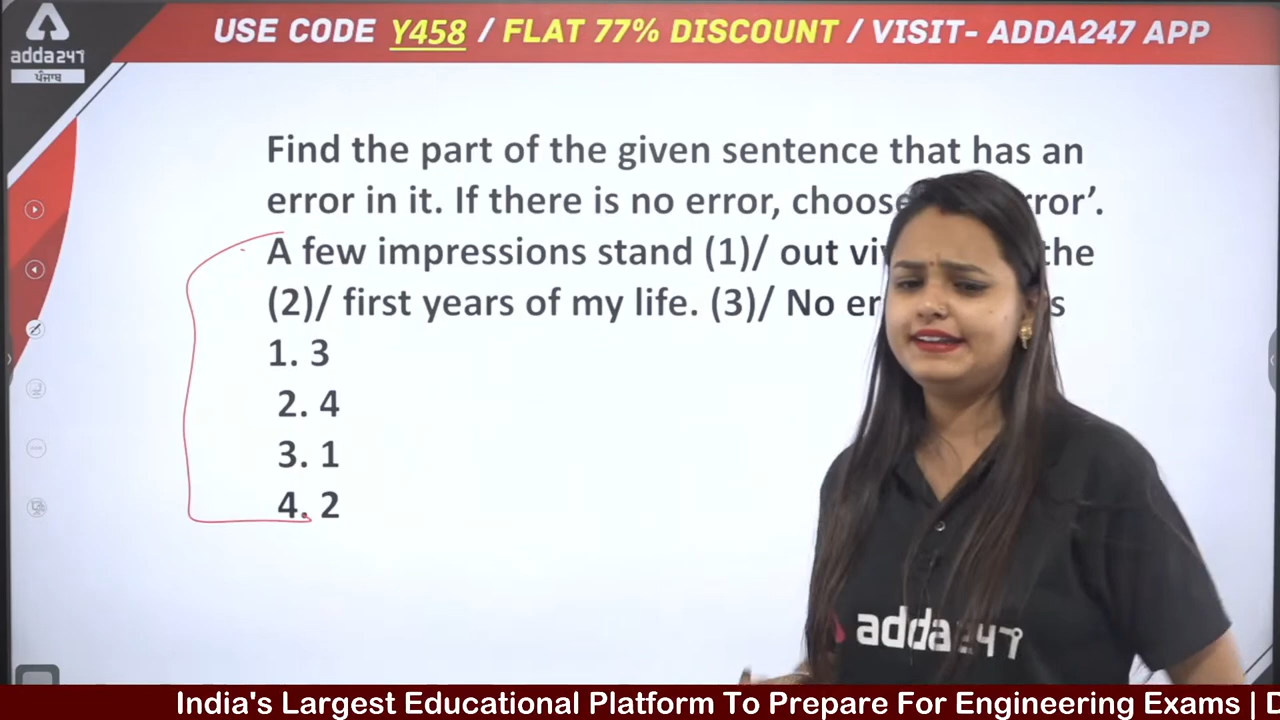 USE CODE Y458 / FLAT 77% DISCOUNT / VISIT- ADDA247 APP
adda247
ਪੰਜਾਬ
Find the part of the given sentence that has an
error in it. If there is no error, choose rror’.
A few impressions stand (1)/ out the
(2)/ first years of my life. (3)/ No
1. 3
2. 4
3. 1
4. 2
adda247
India's Largest Educational Platform To Prepare For Engineering Exams |